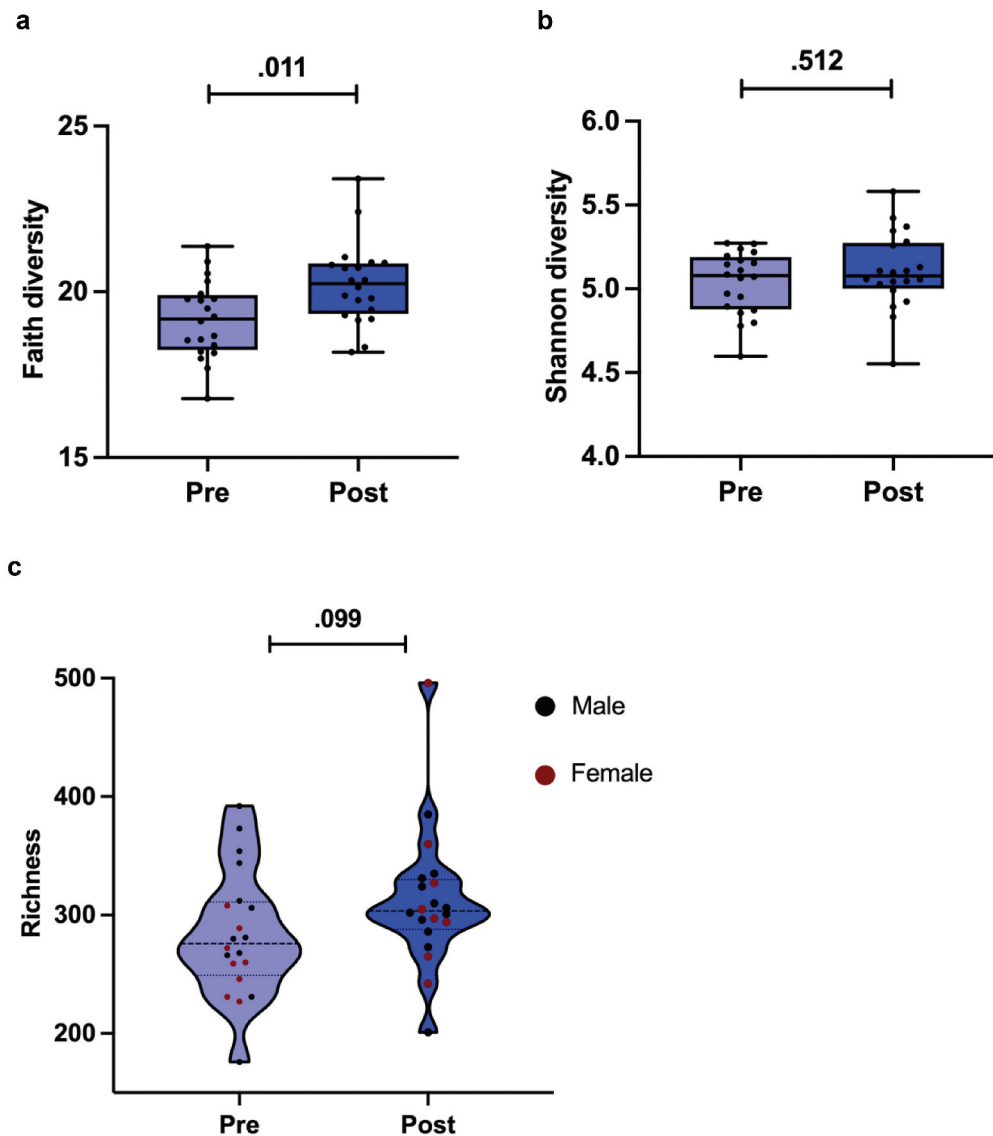 a
.011
Faith diversity
25
20
15
Pre Post
b
.512
Shannon diversity
6.0
5.5
5.0
4.5
4.0
Pre Post
c
.099
Richness
500
400
300
200
Pre Post
Male
Female